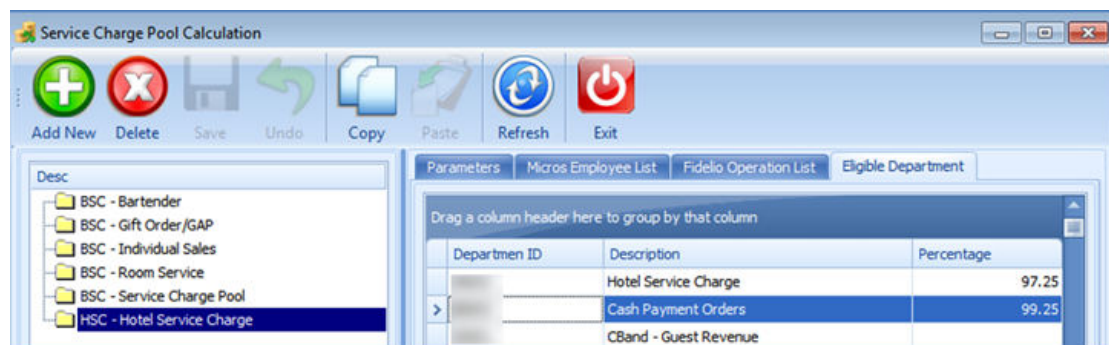 Service Charge Pool Calculation
Add New Delete Save Undo Copy Paste Refresh Exit
Desc
BSC - Bartender
BSC - Gift Order/GAP
BSC - Individual Sales
BSC - Room Service
BSC - Service Charge Pool
HSC - Hotel Service Charge
Parameters Micros Employee List Fidelio Operation List Eligible Department
Drag a column header here to group by that column
Departmen ID Description Percentage
Hotel Service Charge 97.25
Cash Payment Orders 99.25
CBand - Guest Revenue